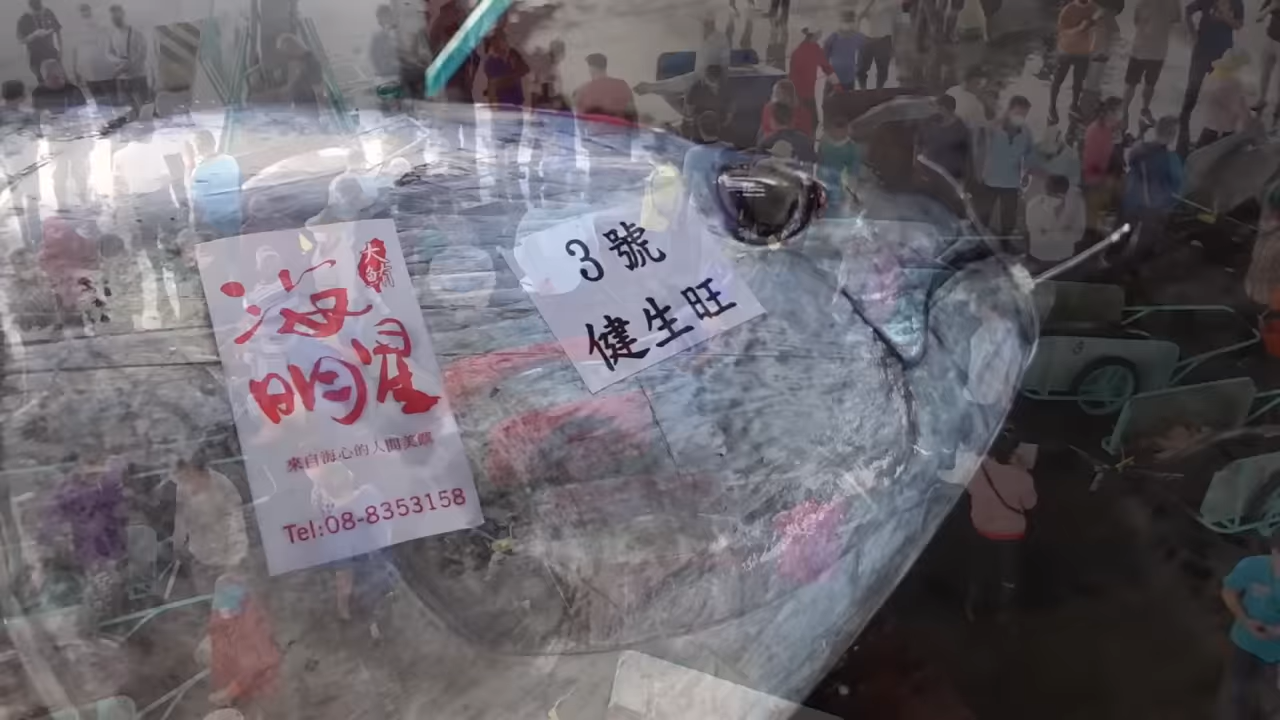 大鮪
海
明星
來自海心的人間美饌
Tel:08-8353158
3號
健生旺